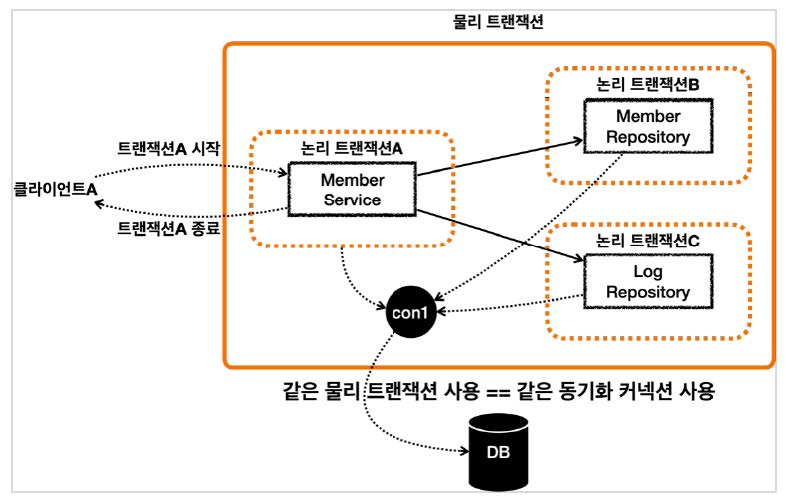 물리 트랜잭션
논리 트랜잭션B
Member
Repository
트랜잭션A 시작
논리 트랜잭션A
Member
Service
클라이언트A
트랜잭션A 종료
논리 트랜잭션C
Log
Repository
con1
같은 물리 트랜잭션 사용 == 같은 동기화 커넥션 사용
DB